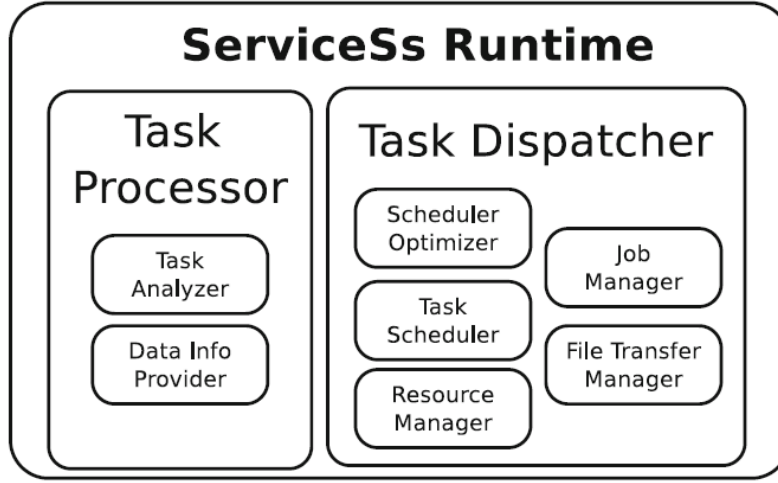 ServiceSs Runtime
Task
Processor
Task
Analyzer
Data Info
Provider
Task Dispatcher
Scheduler
Optimizer
Task
Scheduler
Resource
Manager
Job
Manager
File Transfer
Manager